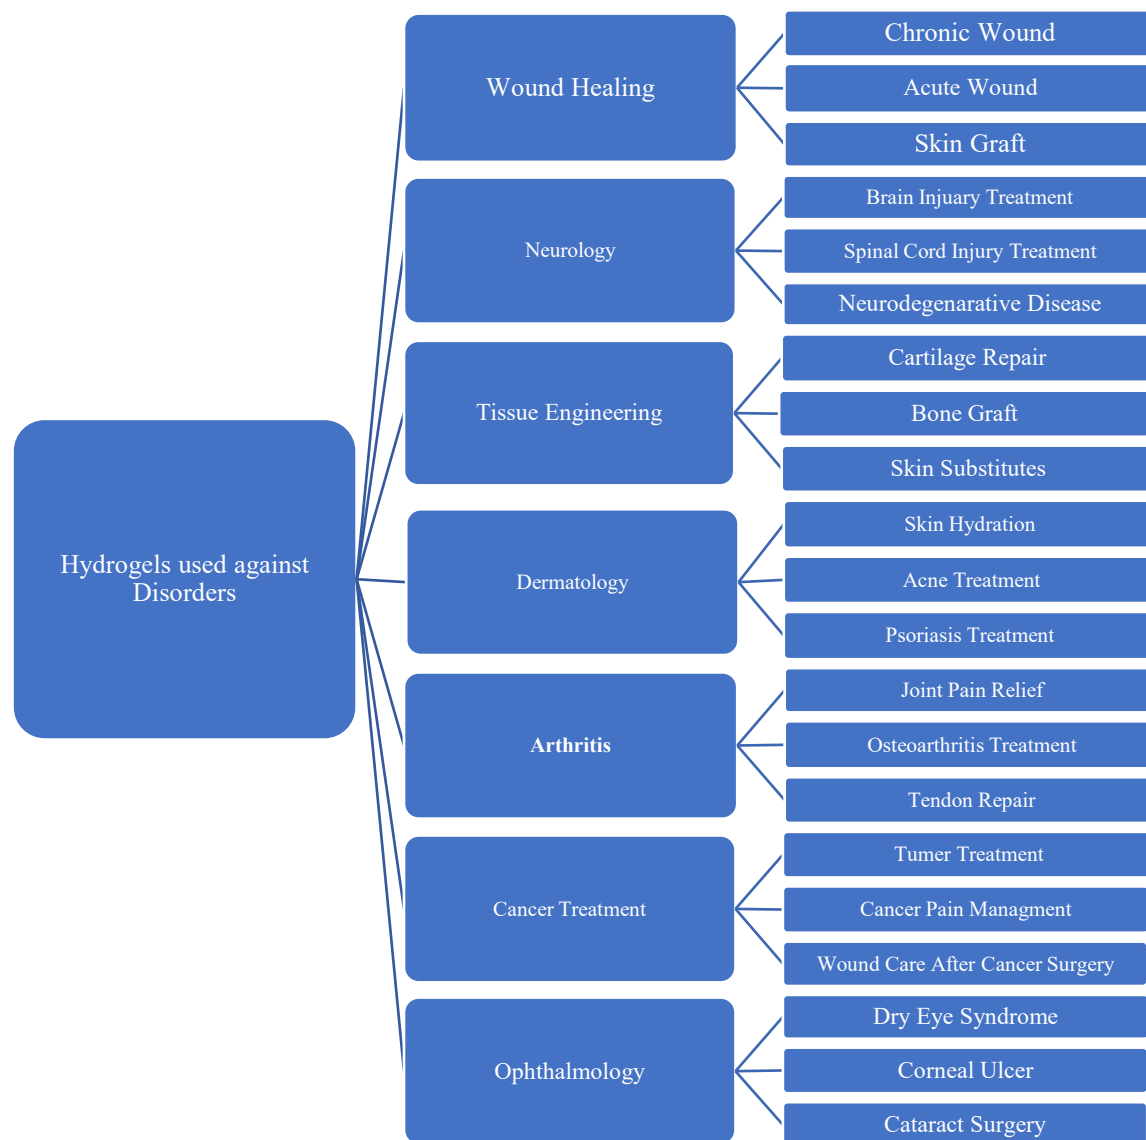 Hydrogels used against
Disorders
Wound Healing
Chronic Wound
Acute Wound
Skin Graft
Neurology
Brain Injuary Treatment
Spinal Cord Injury Treatment
Neurodegenarative Disease
Tissue Engineering
Cartilage Repair
Bone Graft
Skin Substitutes
Dermatology
Skin Hydration
Acne Treatment
Psoriasis Treatment
Arthritis
Joint Pain Relief
Osteoarthritis Treatment
Tendon Repair
Cancer Treatment
Tumer Treatment
Cancer Pain Managment
Wound Care After Cancer Surgery
Ophthalmology
Dry Eye Syndrome
Corneal Ulcer
Cataract Surgery